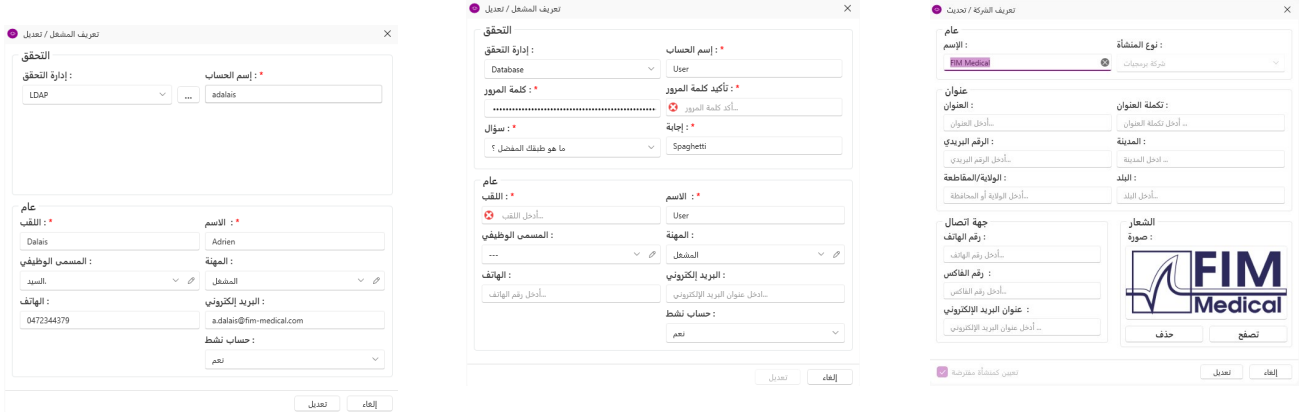 تعريف المشغل / تعديل
التحقق
إدارة التحقق :
* : إسم الحساب
LDAP
...
adalais
عام
* : اللقب
* : الاسم
Dalais
Adrien
المسمى الوظيفي :
المهنة :
السيد.
المشغل
الهاتف :
البريد إلكتروني :
0472344379
a.dalais@fim-medical.com
حساب نشط :
نعم
تعديل
إلغاء
تعريف المشغل / تعديل
التحقق
إدارة التحقق :
* : إسم الحساب
Database
User
* : كلمة المرور
* : تأكيد كلمة المرور
أكد كلمة المرور...
* : سؤال
* : إجابة
ما هو طبقك المفضل ؟
Spaghetti
عام
* : اللقب
* : الاسم
أدخل اللقب...
User
المسمى الوظيفي :
المهنة :
---
المشغل
الهاتف :
البريد إلكتروني :
أدخل رقم الهاتف...
ادخل عنوان البريد الإلكتروني...
حساب نشط :
نعم
تعديل
إلغاء
تعريف الشركة / تحديث
عام
الإسم :
نوع المنشأة :
FIM Medical
شركة برمجيات
عنوان
العنوان :
تكملة العنوان :
أدخل العنوان...
أدخل تكملة العنوان ...
الرقم البريدي :
المدينة :
أدخل الرقم البريدي...
ادخل المدينة...
الولاية/المقاطعة :
البلد :
أدخل الولاية أو المحافظة...
أدخل البلد...
جهة اتصال
الشعار
رقم الهاتف :
صورة :
أدخل رقم الهاتف...
رقم الفاكس :
أدخل رقم الفاكس...
عنوان البريد الإلكتروني :
أدخل عنوان البريد الإلكتروني ...
FIM
Medical
حذف
تصفح
تعيين كمنشأة مفترضة
تعديل
إلغاء